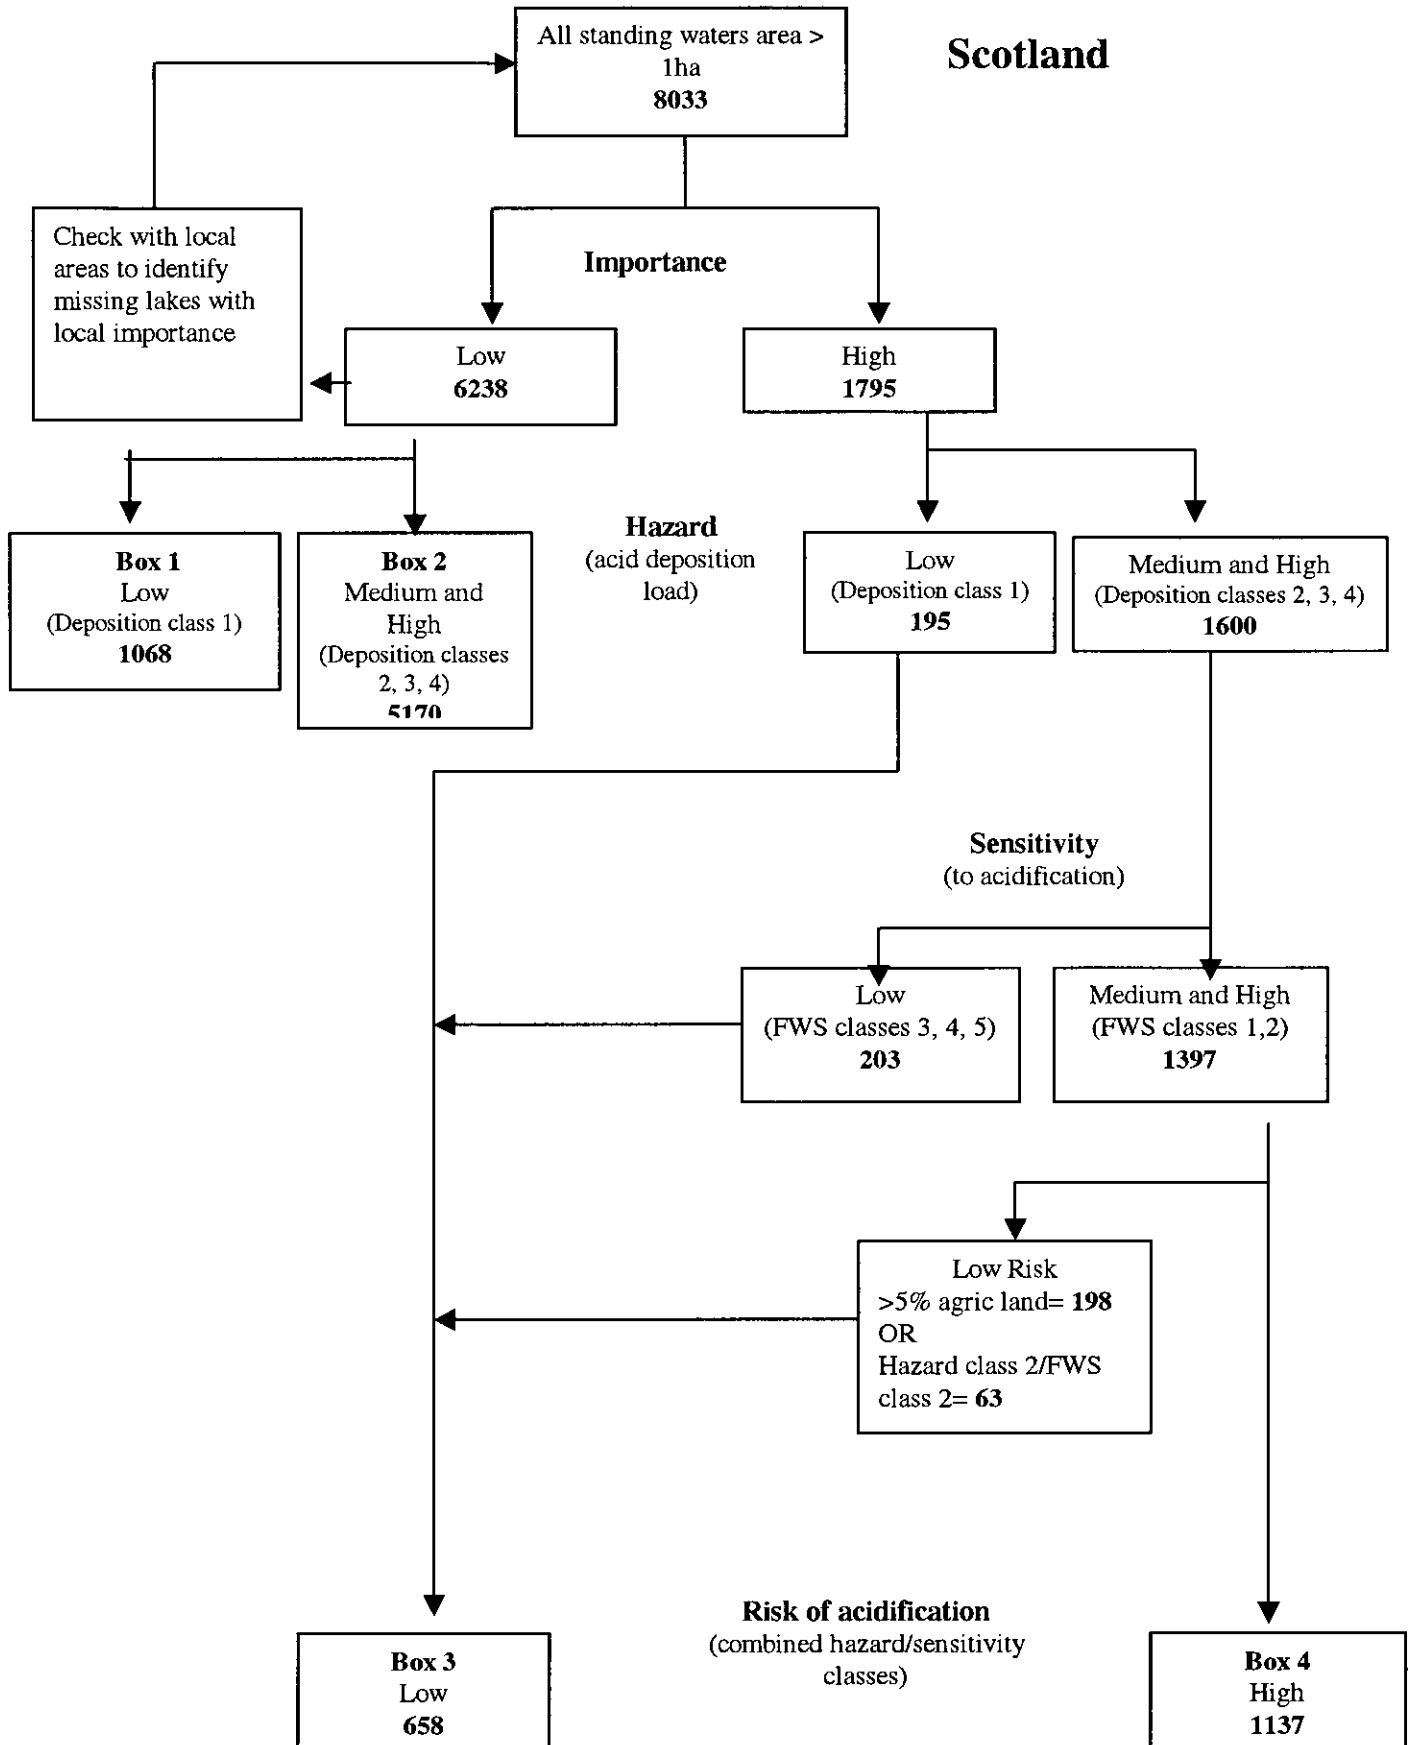 All standing waters area >
1ha
8033
Scotland
Check with local
areas to identify
missing lakes with
local importance
Importance
Low
6238
High
1795
Box 1
Low
(Deposition class 1)
1068
Box 2
Medium and
High
(Deposition classes
2, 3, 4)
5170
Hazard
(acid deposition
load)
Low
(Deposition class 1)
195
Medium and High
(Deposition classes 2, 3, 4)
1600
Sensitivity
(to acidification)
Low
(FWS classes 3, 4, 5)
203
Medium and High
(FWS classes 1,2)
1397
Low Risk
>5% agric land= 198
OR
Hazard class 2/FWS
class 2= 63
Risk of acidification
(combined hazard/sensitivity
classes)
Box 3
Low
658
Box 4
High
1137